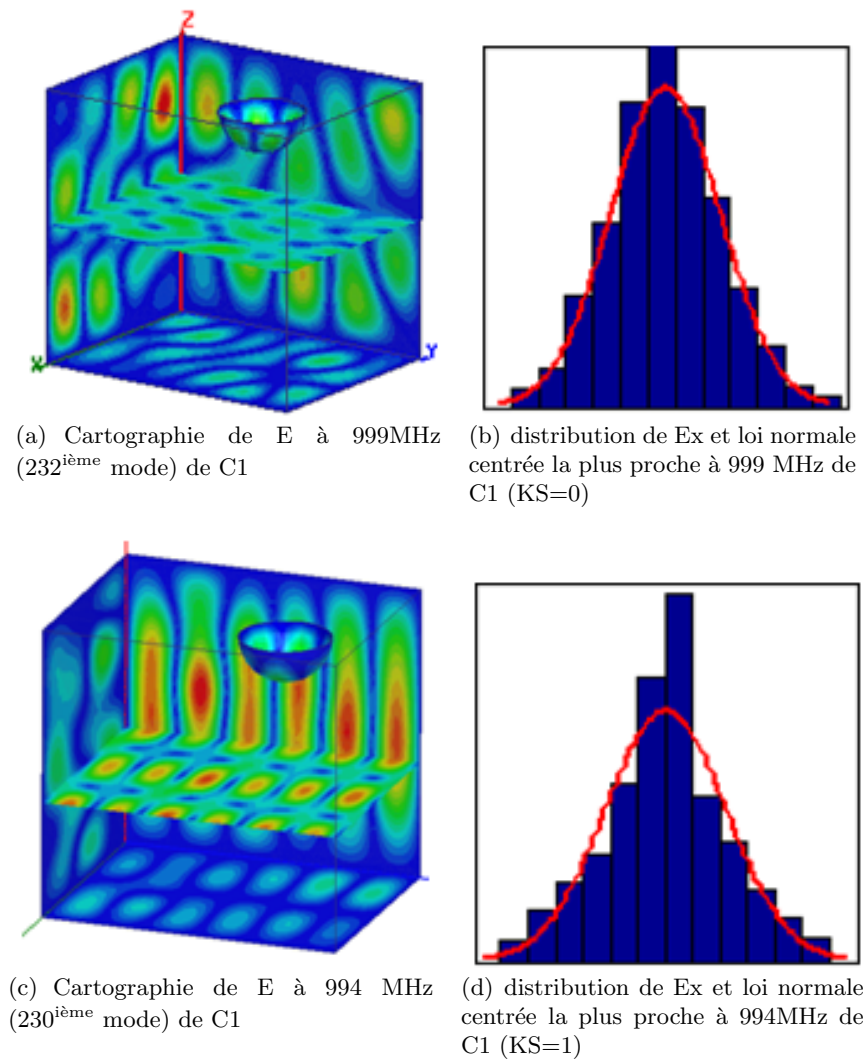 Z
X
Y
(a) Cartographie de E à 999MHz
(232ième mode) de C1
(b) distribution de Ex et loi normale
centrée la plus proche à 999 MHz de
C1 (KS=0)
(c) Cartographie de E à 994 MHz
(230ième mode) de C1
(d) distribution de Ex et loi normale
centrée la plus proche à 994MHz de
C1 (KS=1)